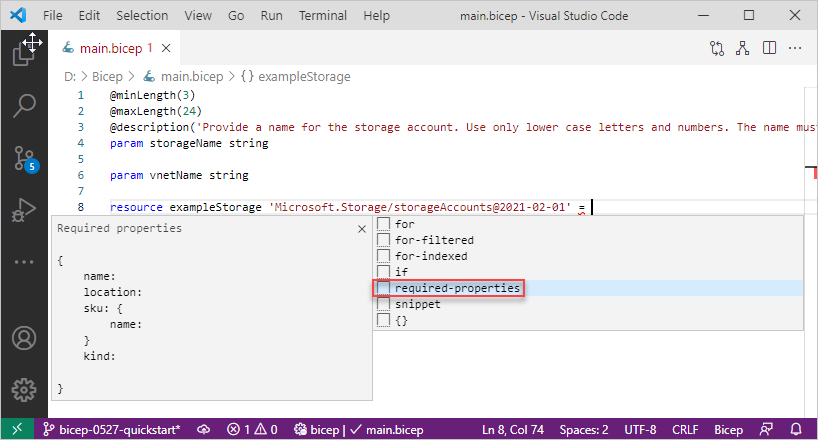 File Edit Selection View Go Run Terminal Help main.bicep - Visual Studio Code
main.bicep 1
D: > Bicep > main.bicep > {} exampleStorage
1 @minLength(3)
2 @maxLength(24)
3 @description('Provide a name for the storage account. Use only lower case letters and numbers. The name mus
4 param storageName string
5
6 param vnetName string
7
8 resource exampleStorage 'Microsoft.Storage/storageAccounts@2021-02-01' =
Required properties
{
name:
location:
sku: {
name:
}
kind:
}
for
for-filtered
for-indexed
if
required-properties
snippet
{}
5
bicep-0527-quickstart* 1 0 bicep | ✓ main.bicep Ln 8, Col 74 Spaces: 2 UTF-8 CRLF Bicep